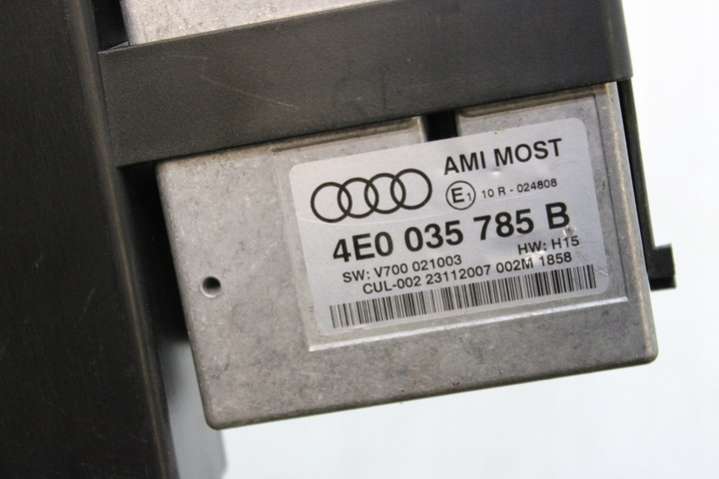 AMI MOST
E1 10 R - 024808
4E0 035 785 B
SW: V700 021003 HW: H15
CUL-002 23112007 002M 1858